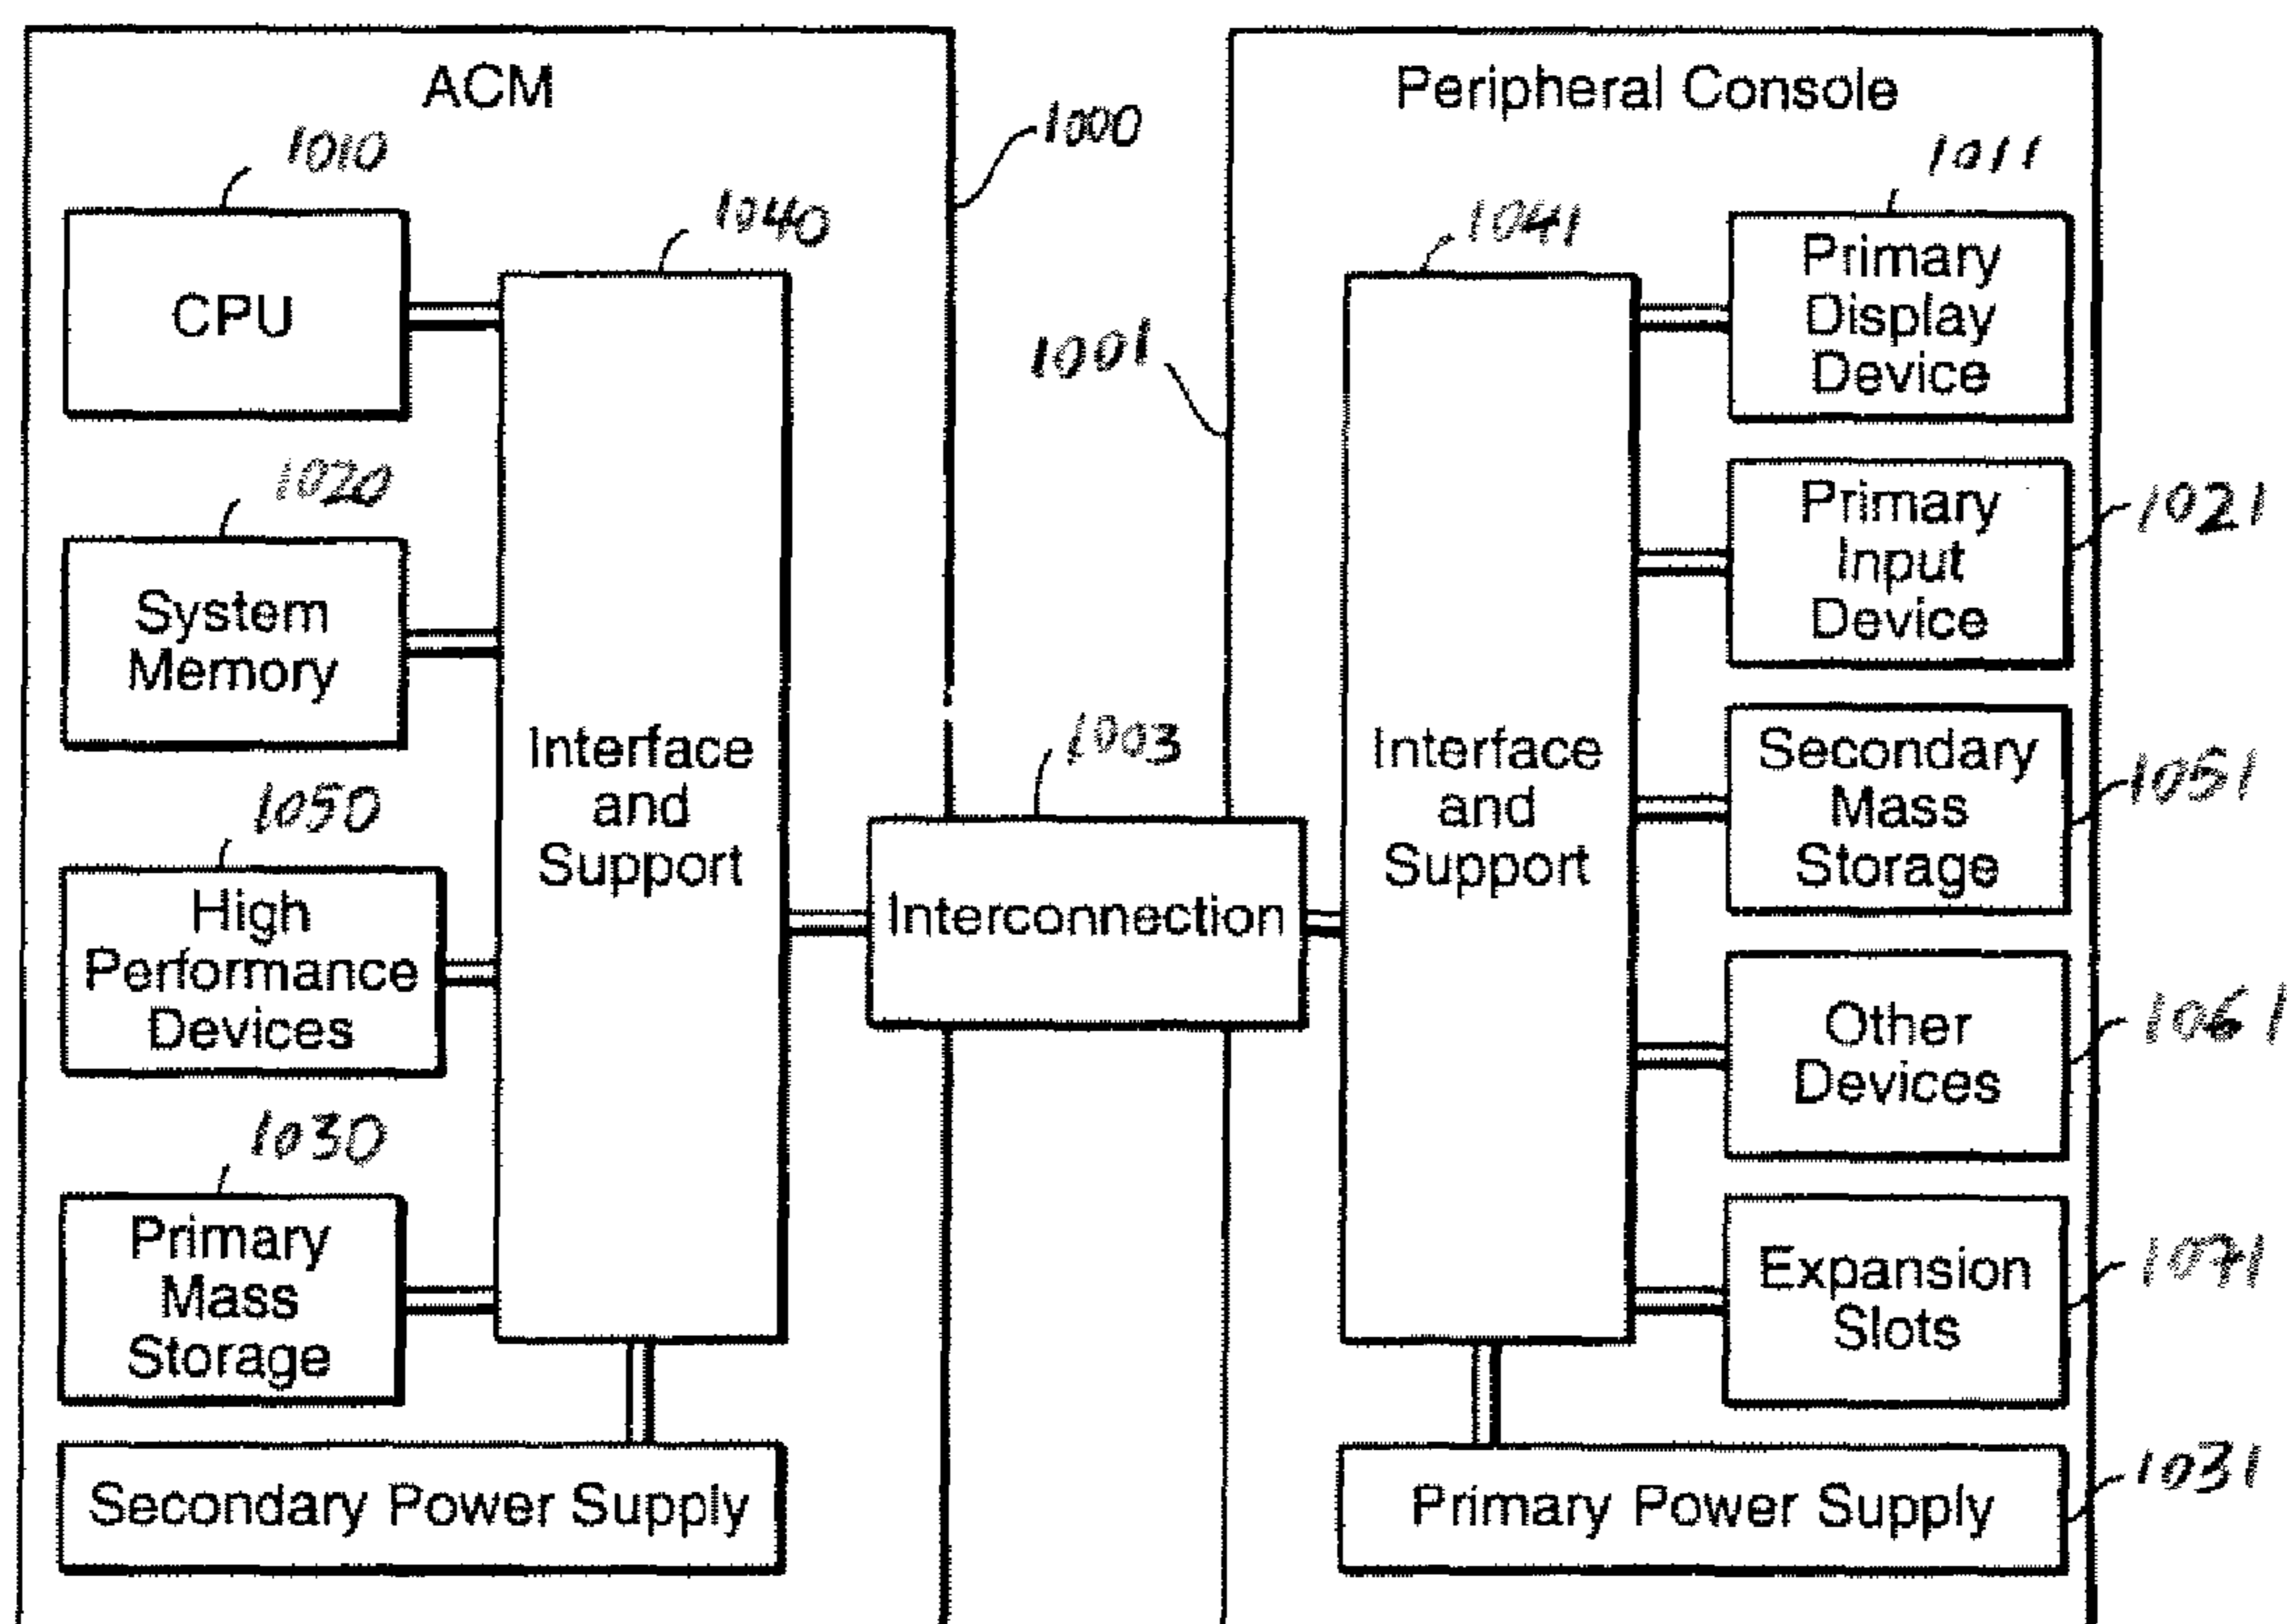 ACM
1000
1010
CPU
1040
1020
System
Memory
1050
High
Performance
Devices
1030
Primary
Mass
Storage
Interface
and
Support
Secondary Power Supply
1003
Interconnection
Peripheral Console
1001
1041
1011
Primary
Display
Device
Primary
Input
Device
1021
Secondary
Mass
Storage
1051
Interface
and
Support
Other
Devices
1061
Expansion
Slots
1071
Primary Power Supply
1031